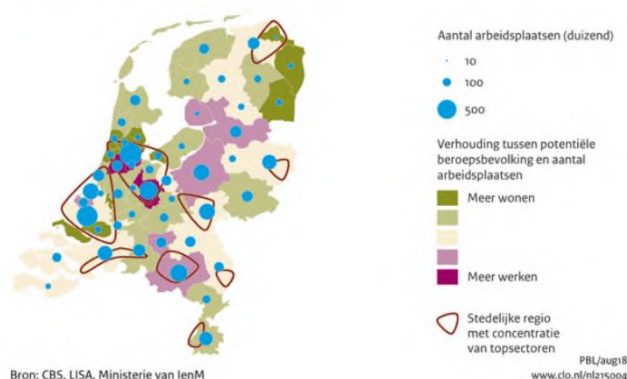 Aantal arbeidsplaatsen (duizend)
10
100
500
Verhouding tussen potentiële
beroepsbevolking en aantal
arbeidsplaatsen
Meer wonen
Meer werken
Stedelijke regio
met concentratie
van topsectoren
Bron: CBS, LISA, Ministerie van IenM
PBL/aug18
www.clo.nl/nl215004